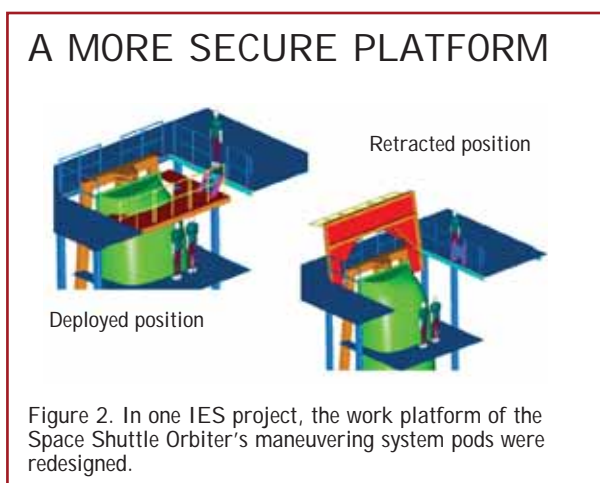 A MORE SECURE PLATFORM
Retracted position
Deployed position
Figure 2. In one IES project, the work platform of the
Space Shuttle Orbiter's maneuvering system pods were
redesigned.